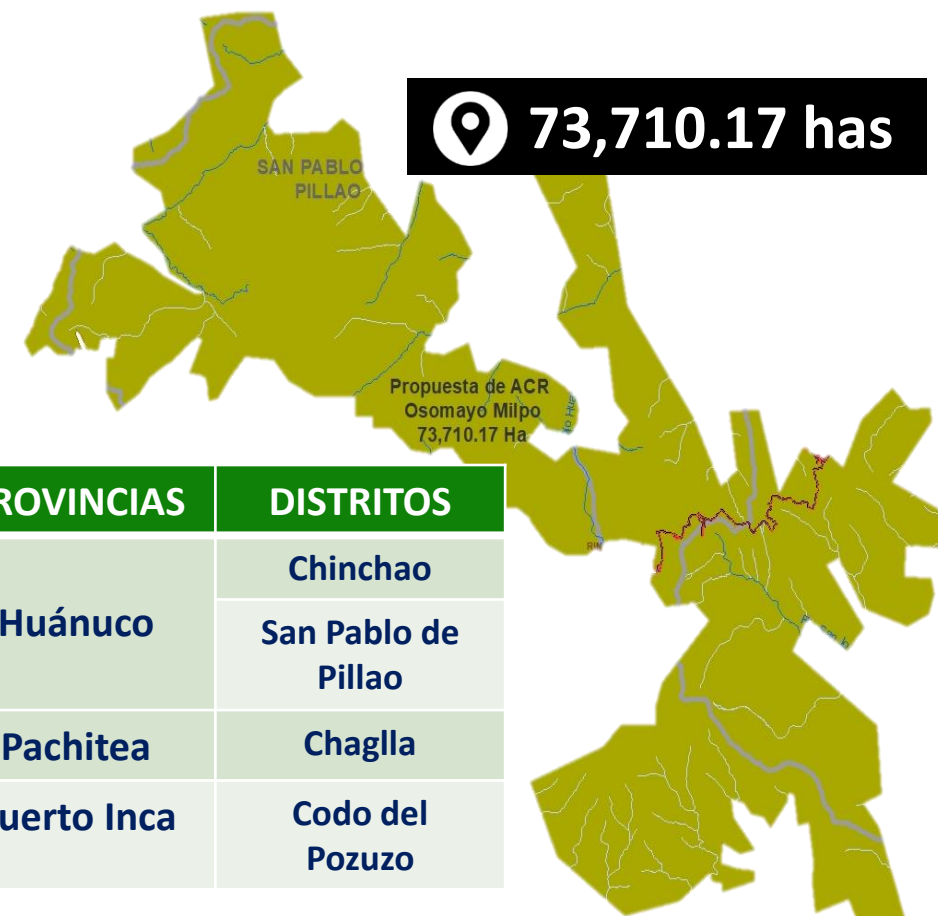 73,710.17 has
SAN PABLO
PILLAO
Propuesta de ACR
Osomayo Milpo
73,710.17 Ha
ROVINCIAS DISTRITOS
Huánuco
Chinchao
San Pablo de
Pillao
Pachitea
Chaglla
uerto Inca
Codo del
Pozuzo